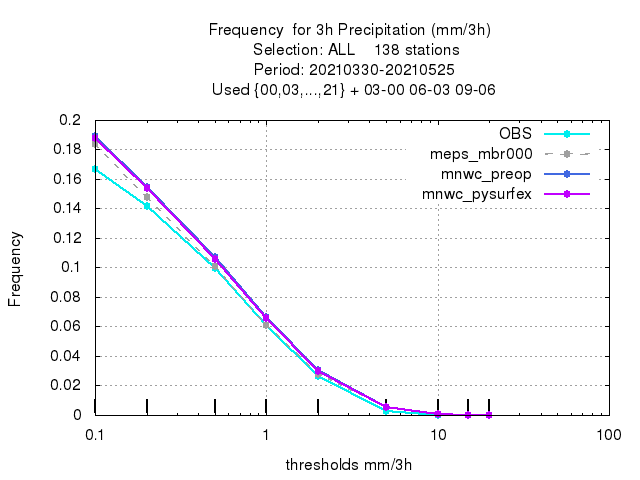 Frequency  for 3h Precipitation (mm/3h)
Selection: ALL    138 stations
Period: 20210330-20210525
Used {00,03,...,21} + 03-00 06-03 09-06
OBS
meps_mbr000
mnwc_preop
mnwc_pysurfex
Frequency
0.2
0.18
0.16
0.14
0.12
0.1
0.08
0.06
0.04
0.02
0
0.1 1 10 100
thresholds mm/3h